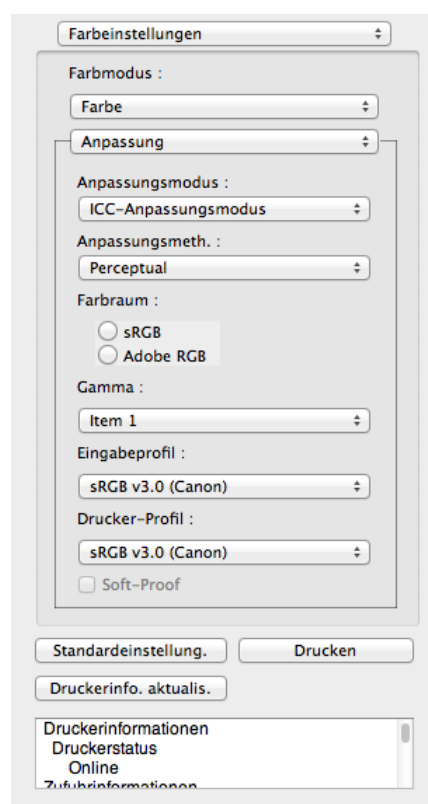 Farbeinstellungen
Farbmodus :
Farbe
Anpassung
Anpassungsmodus :
ICC-Anpassungsmodus
Anpassungsmeth. :
Perceptual
Farbraum :
sRGB
Adobe RGB
Gamma :
Item 1
Eingabeprofil :
sRGB v3.0 (Canon)
Drucker-Profil :
sRGB v3.0 (Canon)
Soft-Proof
Standardeinstellung. Drucken
Druckerinfo. aktualis.
Druckerinformationen
Druckerstatus
Online
Zufuhrinformationen